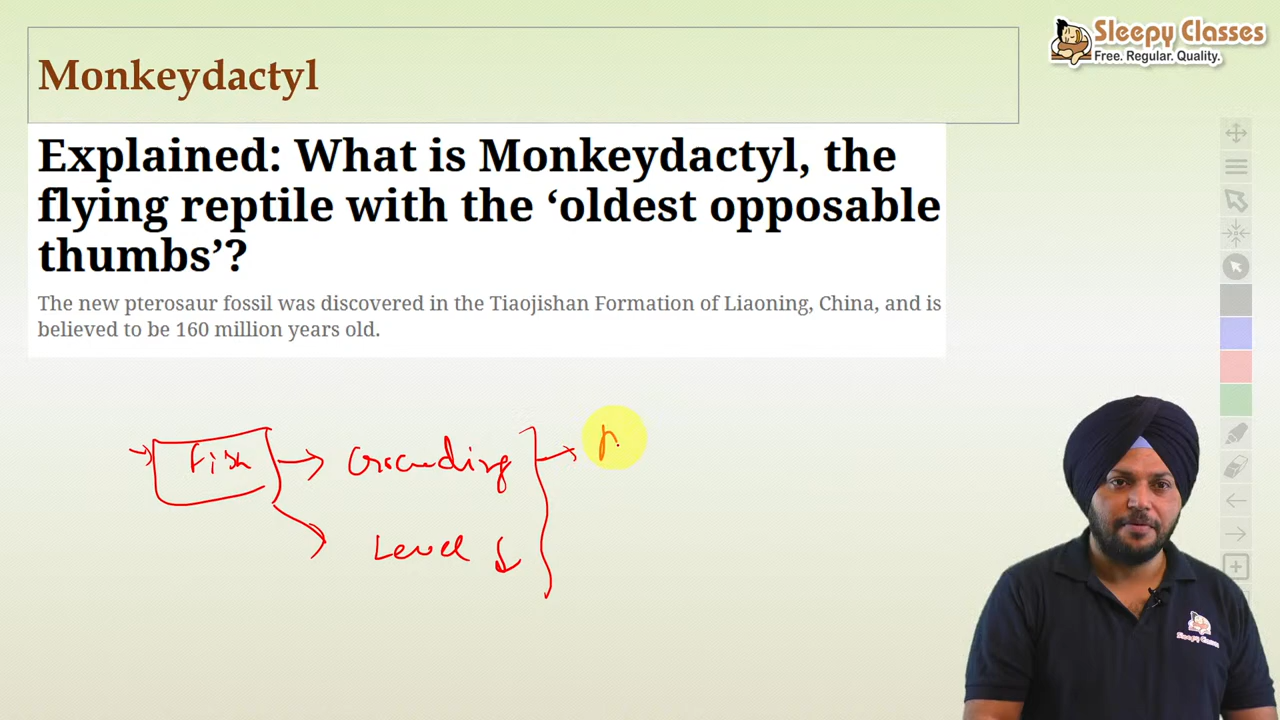 Sleepy Classes
Free. Regular. Quality.
Monkeydactyl
Explained: What is Monkeydactyl, the
flying reptile with the ‘oldest opposable
thumbs’?
The new pterosaur fossil was discovered in the Tiaojishan Formation of Liaoning, China, and is
believed to be 160 million years old.
Fish
Level
Sleepy Classes